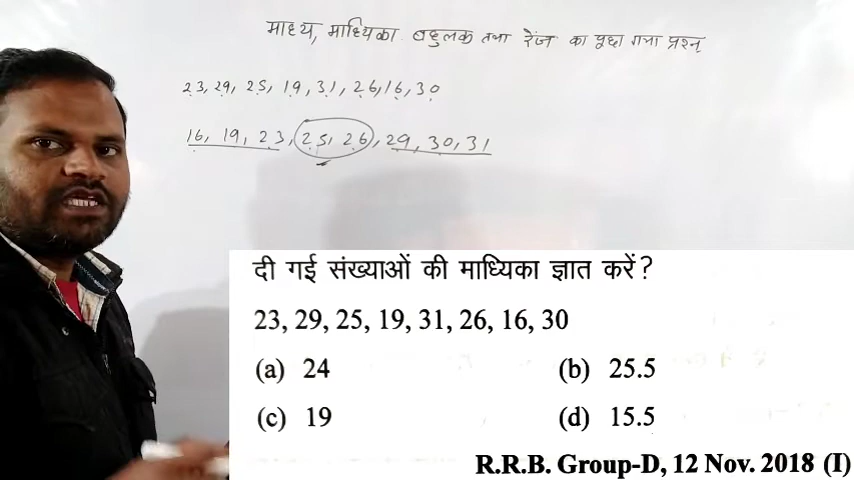 माध्य, माध्यिका बहुलक तथा रेंज का पूछा गया प्रश्न
23, 29, 25, 19, 31, 26, 16, 30
16, 19, 23, 25, 26, 29, 30, 31
दी गई संख्याओं की माध्यिका ज्ञात करें?
23, 29, 25, 19, 31, 26, 16, 30
(a) 24 (b) 25.5
(c) 19 (d) 15.5
R.R.B. Group-D, 12 Nov. 2018 (I)